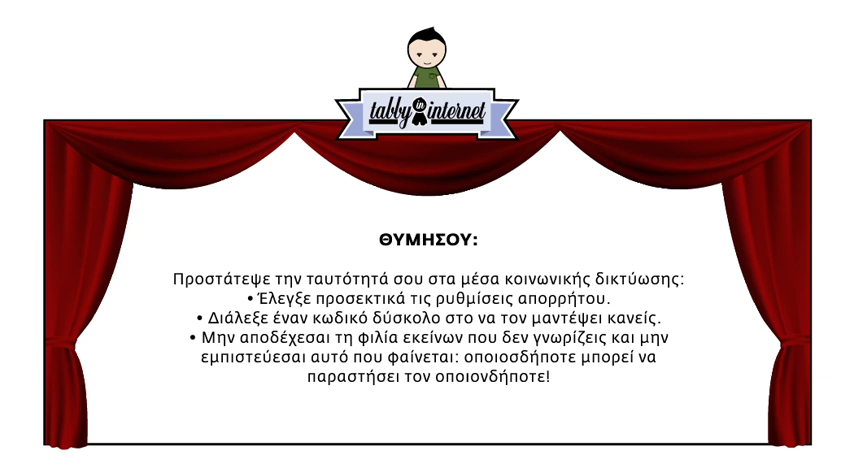 tabby in internet
ΘΥΜΗΣΟΥ:
Προστάτεψε την ταυτότητά σου στα μέσα κοινωνικής δικτύωσης:
• Έλεγξε προσεκτικά τις ρυθμίσεις απορρήτου.
• Διάλεξε έναν κωδικό δύσκολο στο να τον μαντέψει κανείς.
• Μην αποδέχεσαι τη φιλία εκείνων που δεν γνωρίζεις και μην
εμπιστεύεσαι αυτό που φαίνεται: οποιοσδήποτε μπορεί να
παραστήσει τον οποιονδήποτε!